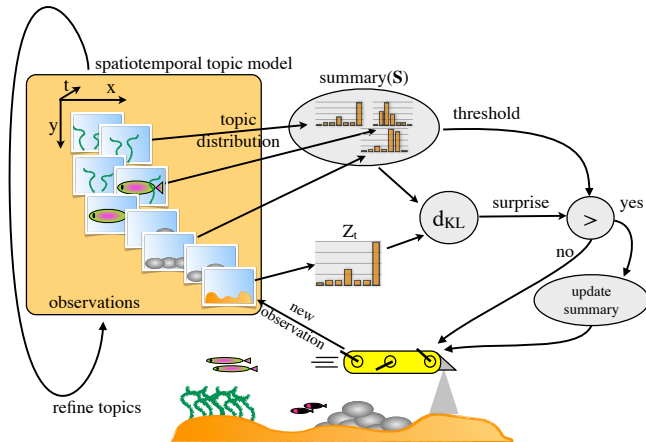 spatiotemporal topic model
t
x
y
summary(S)
topic
distribution
threshold
d_KL
surprise
>
yes
no
Z_t
update
summary
observations
new
observation
refine topics